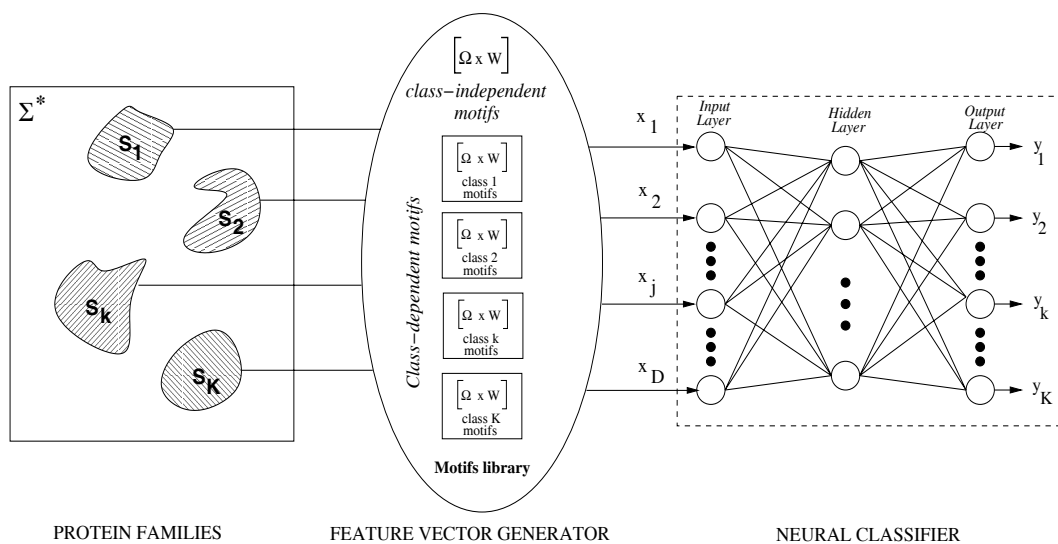 Σ*
S1
S2
Sk
SK
[Ω x W]
class−independent
motifs
Class−dependent motifs
[Ω x W]
class 1
motifs
[Ω x W]
class 2
motifs
[Ω x W]
class k
motifs
[Ω x W]
class K
motifs
Motifs library
x1
x2
xj
xD
Input
Layer
Hidden
Layer
Output
Layer
y1
y2
yk
yK
PROTEIN FAMILIES
FEATURE VECTOR GENERATOR
NEURAL CLASSIFIER